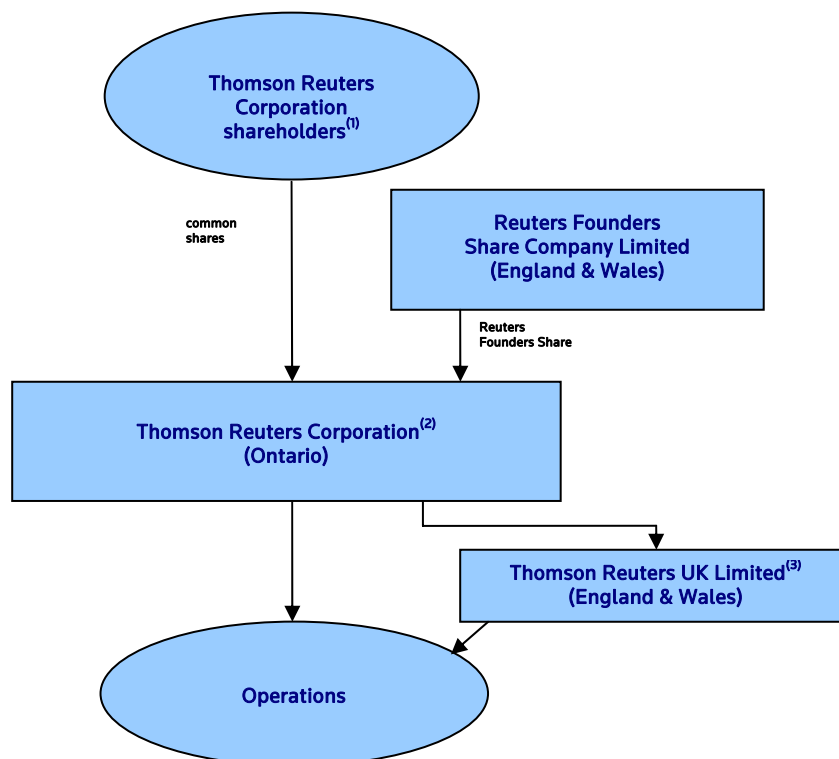 Thomson Reuters
Corporation
shareholders(1)
common
shares
Reuters Founders
Share Company Limited
(England & Wales)
Reuters
Founders Share
Thomson Reuters Corporation(2)
(Ontario)
Thomson Reuters UK Limited(3)
(England & Wales)
Operations